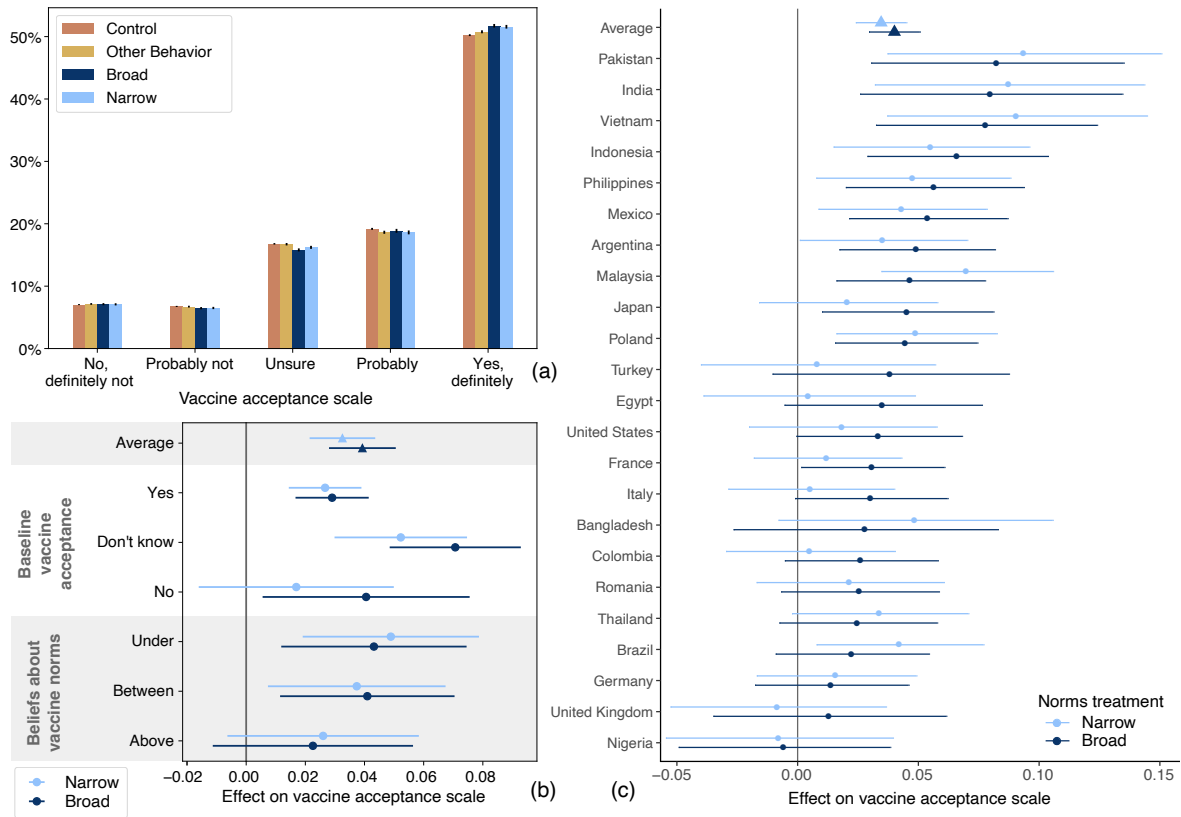 50%
40%
30%
20%
10%
0%
Control
Other Behavior
Broad
Narrow
No,
definitely not
Probably not
Unsure
Probably
Yes,
definitely
Vaccine acceptance scale
(a)
Baseline
vaccine
acceptance
Beliefs about
vaccine norms
Average
Yes
Don't know
No
Under
Between
Above
−0.02
0.00
0.02
0.04
0.06
0.08
Effect on vaccine acceptance scale
Narrow
Broad
(b)
Average
Pakistan
India
Vietnam
Indonesia
Philippines
Mexico
Argentina
Malaysia
Japan
Poland
Turkey
Egypt
United States
France
Italy
Bangladesh
Colombia
Romania
Thailand
Brazil
Germany
United Kingdom
Nigeria
Norms treatment
Narrow
Broad
−0.05
0.00
0.05
0.10
0.15
Effect on vaccine acceptance scale
(c)